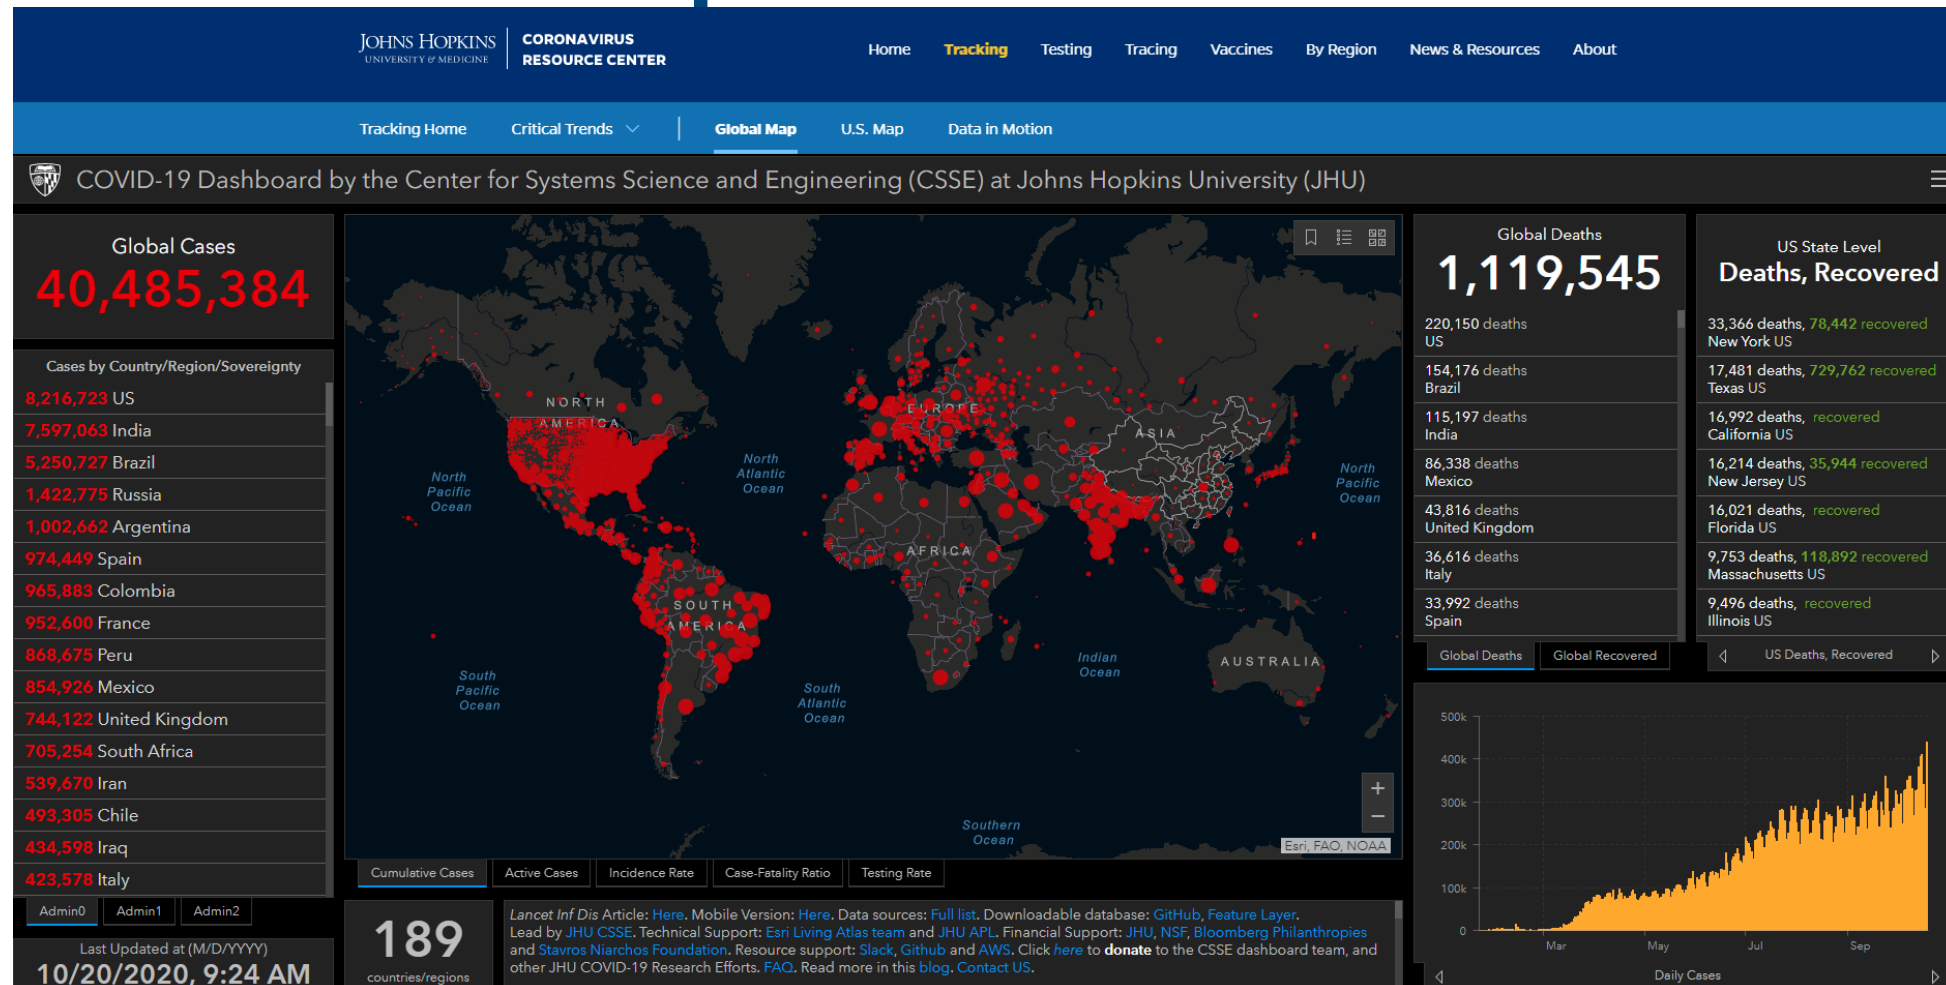 JOHNS HOPKINS
UNIVERSITY & MEDICINE
CORONAVIRUS
RESOURCE CENTER
Home
Tracking
Testing
Tracing
Vaccines
By Region
News & Resources
About
Tracking Home
Critical Trends
Global Map
U.S. Map
Data in Motion
COVID-19 Dashboard by the Center for Systems Science and Engineering (CSSE) at Johns Hopkins University (JHU)
Global Cases
40,485,384
Cases by Country/Region/Sovereignty
8,216,723 US
7,597,063 India
5,250,727 Brazil
1,422,775 Russia
1,002,662 Argentina
974,449 Spain
965,883 Colombia
952,600 France
868,675 Peru
854,926 Mexico
744,122 United Kingdom
705,254 South Africa
539,670 Iran
493,305 Chile
434,598 Iraq
423,578 Italy
Admin0
Admin1
Admin2
Last Updated at (M/D/YYYY)
10/20/2020, 9:24 AM
NORTH
AMERICA
EUROPE
ASIA
North
Pacific
Ocean
North
Atlantic
Ocean
North
Pacific
Ocean
AFRICA
SOUTH
AMERICA
South
Pacific
Ocean
South
Atlantic
Ocean
Indian
Ocean
AUSTRALIA
Southern
Ocean
+
−
Esri, FAO, NOAA
Cumulative Cases
Active Cases
Incidence Rate
Case-Fatality Ratio
Testing Rate
189
countries/regions
Lancet Inf Dis Article: Here. Mobile Version: Here. Data sources: Full list. Downloadable database: GitHub, Feature Layer.
Lead by JHU CSSE. Technical Support: Esri Living Atlas team and JHU APL. Financial Support: JHU, NSF, Bloomberg Philanthropies
and Stavros Niarchos Foundation. Resource support: Slack, Github and AWS. Click here to donate to the CSSE dashboard team, and
other JHU COVID-19 Research Efforts. FAQ. Read more in this blog. Contact US.
Global Deaths
1,119,545
220,150 deaths
US
154,176 deaths
Brazil
115,197 deaths
India
86,338 deaths
Mexico
43,816 deaths
United Kingdom
36,616 deaths
Italy
33,992 deaths
Spain
Global Deaths
Global Recovered
US State Level
Deaths, Recovered
33,366 deaths, 78,442 recovered
New York US
17,481 deaths, 729,762 recovered
Texas US
16,992 deaths, recovered
California US
16,214 deaths, 35,944 recovered
New Jersey US
16,021 deaths, recovered
Florida US
9,753 deaths, 118,892 recovered
Massachusetts US
9,496 deaths, recovered
Illinois US
US Deaths, Recovered
500k
400k
300k
200k
100k
0
Mar
May
Jul
Sep
Daily Cases